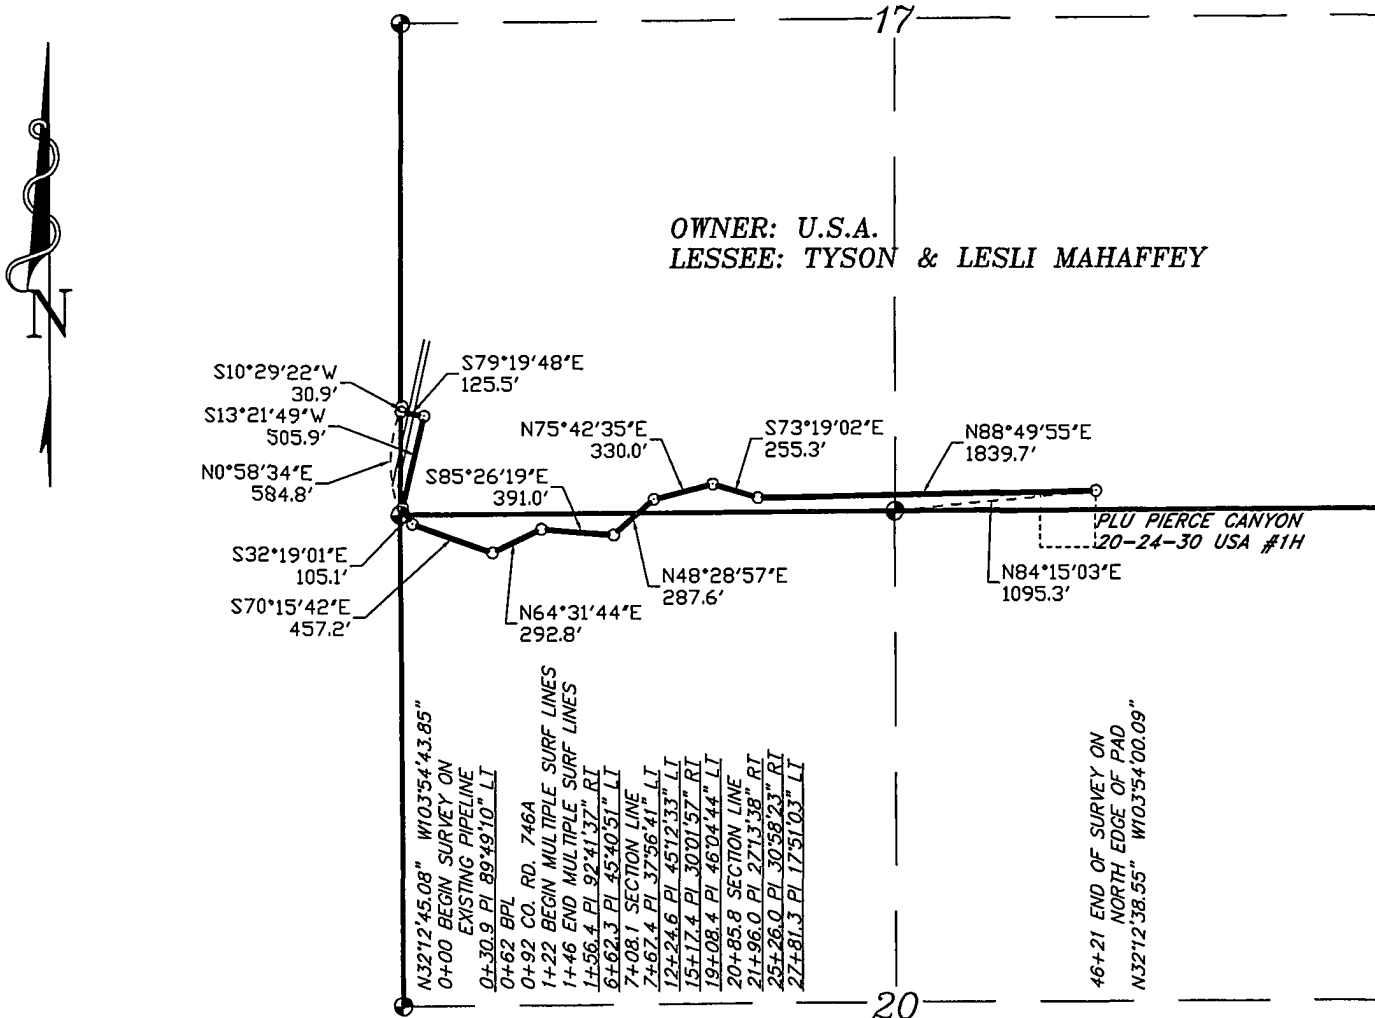 17
N
OWNER: U.S.A.
LESSEE: TYSON & LESLI MAHAFFEY
S10°29'22"W
30.9'
S79°19'48"E
125.5'
S13°21'49"W
505.9'
N0°58'34"E
584.8'
S85°26'19"E
391.0'
N75°42'35"E
330.0'
S73°19'02"E
255.3'
N88°49'55"E
1839.7'
PLU PIERCE CANYON
20-24-30 USA #1H
S32°19'01"E
105.1'
S70°15'42"E
457.2'
N64°31'44"E
292.8'
N48°28'57"E
287.6'
N84°15'03"E
1095.3'
N32°12'45.08" W103°54'43.85"
0+00 BEGIN SURVEY ON
EXISTING PIPELINE
0+30.9 PI 89°49'10" LT
0+62 BPL
0+92 CO. RD. 746A
1+22 BEGIN MULTIPLE SURF LINES
1+46 END MULTIPLE SURF LINES
1+56.4 PI 92°41'37" RT
6+62.3 PI 45°40'51" LT
7+08.1 SECTION LINE
7+67.4 PI 37°56'41" LT
12+24.6 PI 45°12'33" LT
15+17.4 PI 30°01'57" RT
19+08.4 PI 46°04'44" LT
20+85.8 SECTION LINE
21+96.0 PI 27°13'38" RT
25+26.0 PI 30°58'23" RT
27+81.3 PI 17°51'03" LT
46+21 END OF SURVEY ON
NORTH EDGE OF PAD
N32°12'38.55" W103°54'00.09"
20